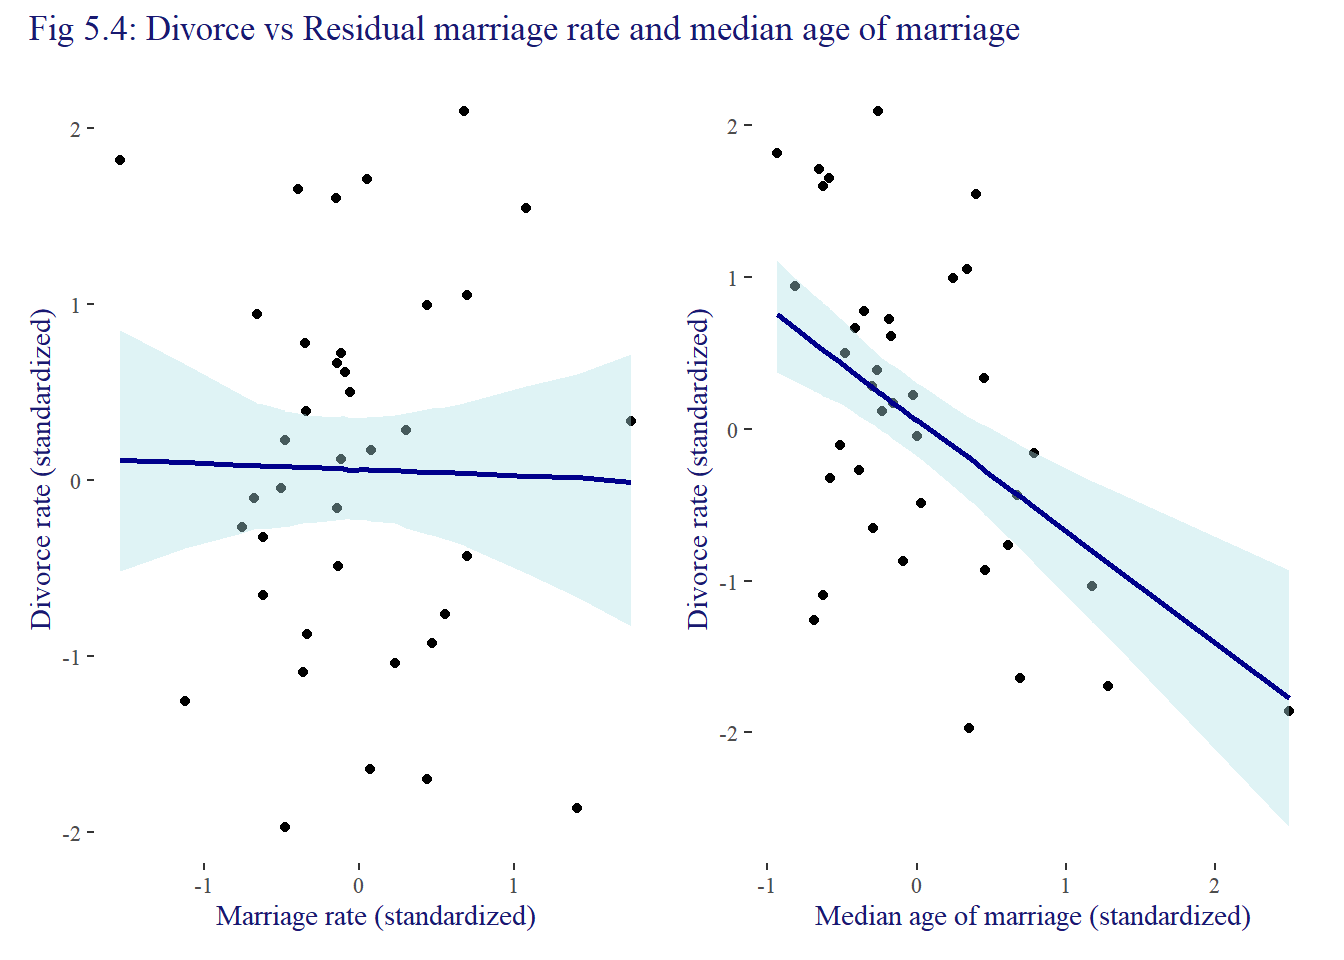 Fig 5.4: Divorce vs Residual marriage rate and median age of marriage
Divorce rate (standardized)
2
1
0
-1
-2
-1 0 1
Marriage rate (standardized)
Divorce rate (standardized)
2
1
0
-1
-2
-1 0 1 2
Median age of marriage (standardized)